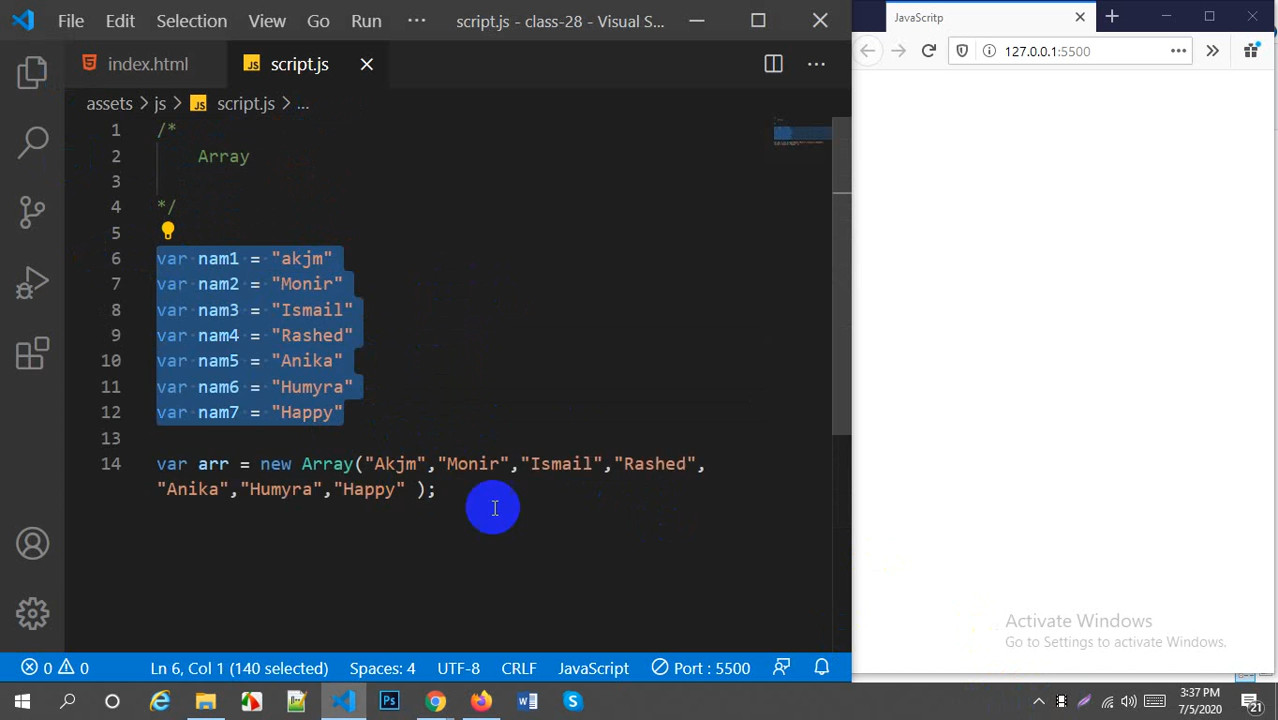 File Edit Selection View Go Run ··· script.js - class-28 - Visual S...
index.html script.js
assets > js > script.js > ...
1 /*
2 Array
3
4 */
5
6 var nam1 = "akjm"
7 var nam2 = "Monir"
8 var nam3 = "Ismail"
9 var nam4 = "Rashed"
10 var nam5 = "Anika"
11 var nam6 = "Humyra"
12 var nam7 = "Happy"
13
14 var arr = new Array("Akjm","Monir","Ismail","Rashed",
"Anika","Humyra","Happy" );
0 0 Ln 6, Col 1 (140 selected) Spaces: 4 UTF-8 CRLF JavaScript Port : 5500
JavaScritp
127.0.0.1:5500
Activate Windows
Go to Settings to activate Windows.
3:37 PM
7/5/2020
21